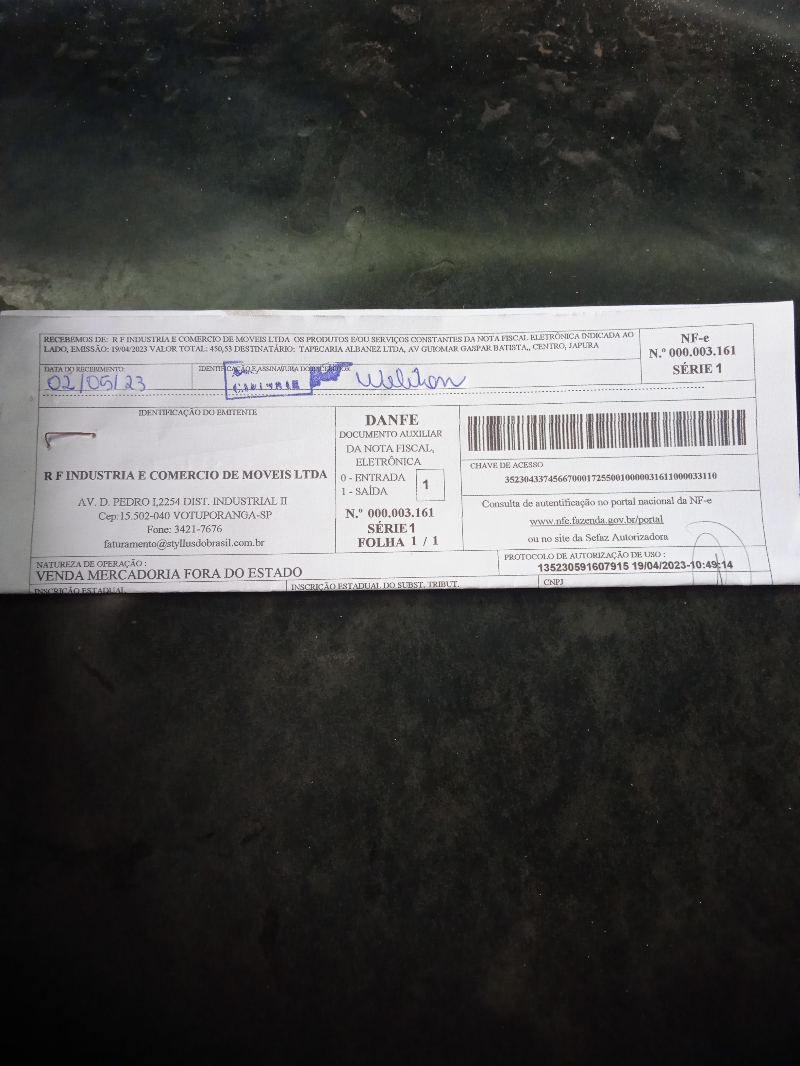 RECEBEMOS DE: R F INDUSTRIA E COMERCIO DE MOVEIS LTDA OS PRODUTOS E/OU SERVIÇOS CONSTANTES DA NOTA FISCAL ELETRÔNICA INDICADA AO
LADO, EMISSÃO: 19/04/2023 VALOR TOTAL: 450,53 DESTINATÁRIO: TAPECARIA ALBANEZ LTDA, AV GUIOMAR GASPAR BATISTA,, CENTRO, JAPURA
NF-e
N.º 000.003.161
SÉRIE 1
DATA DO RECEBIMENTO:
02/05/23
IDENTIFICAÇÃO E ASSINATURA DO
Weliton
IDENTIFICAÇÃO DO EMITENTE
R F INDUSTRIA E COMERCIO DE MOVEIS LTDA
AV. D. PEDRO I,2254 DIST. INDUSTRIAL II
Cep:15.502-040 VOTUPORANGA-SP
Fone: 3421-7676
faturamento@styllusdobrasil.com.br
DANFE
DOCUMENTO AUXILIAR
DA NOTA FISCAL,
ELETRÔNICA
0 - ENTRADA
1 - SAÍDA
1
N.º 000.003.161
SÉRIE 1
FOLHA 1 / 1
CHAVE DE ACESSO
35230433745667000172550010000031611000033110
Consulta de autentificação no portal nacional da NF-e
www.nfe.fazenda.gov.br/portal
ou no site da Sefaz Autorizadora
NATUREZA DE OPERAÇÃO :
VENDA MERCADORIA FORA DO ESTADO
PROTOCOLO DE AUTORIZAÇÃO DE USO :
135230591607915 19/04/2023-10:49:14
INSCRIÇÃO ESTADUAL
INSCRIÇÃO ESTADUAL DO SUBST. TRIBUT.
CNPJ